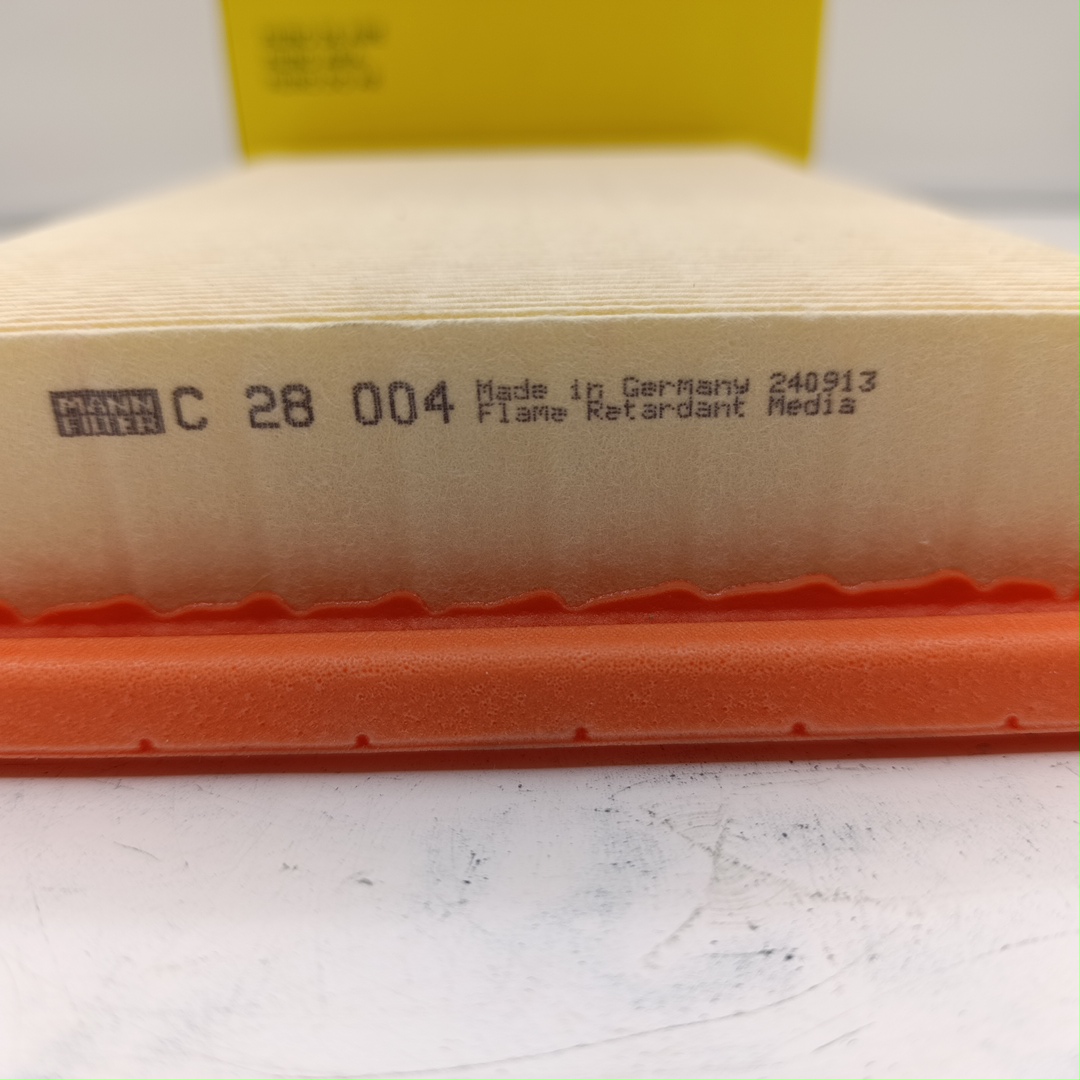 MANN
FILTER
C 28 004
Made in Germany 240913
Flame Retardant Media